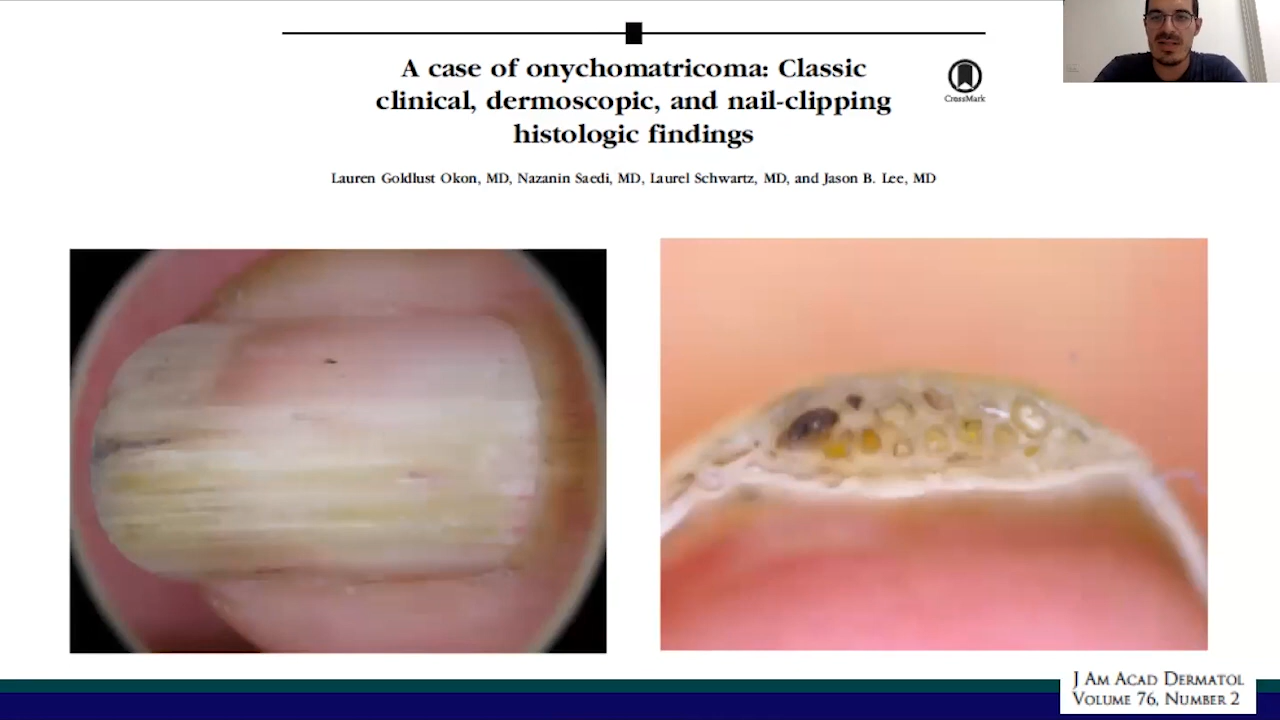 A case of onychomatricoma: Classic
clinical, dermoscopic, and nail-clipping
histologic findings
CrossMark
Lauren Goldlust Okon, MD, Nazanin Saedi, MD, Laurel Schwartz, MD, and Jason B. Lee, MD
J AM ACAD DERMATOL
VOLUME 76, NUMBER 2